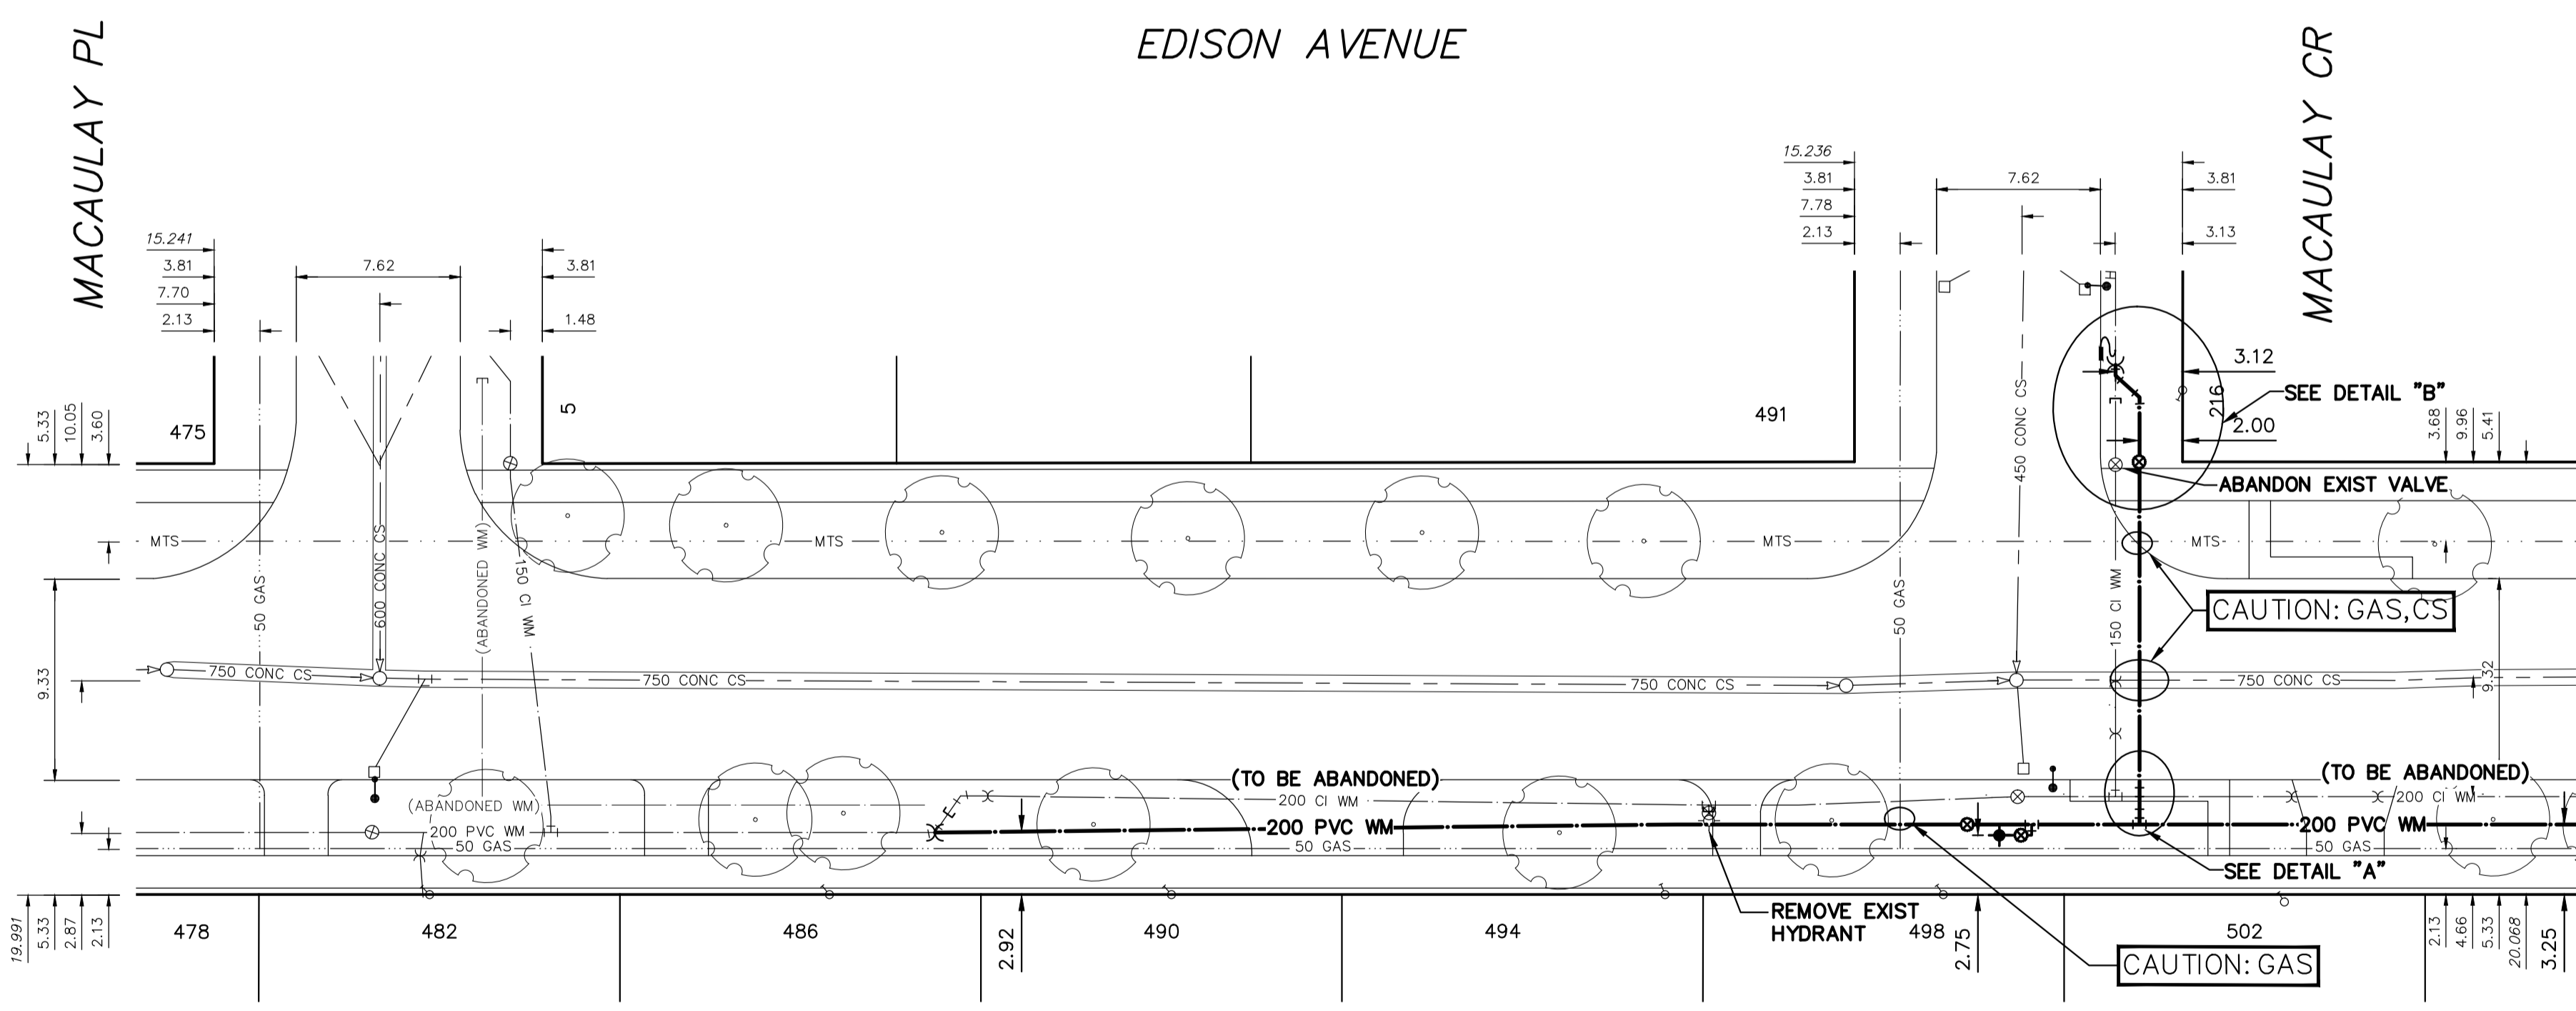 EDISON AVENUE
MACAULAY PL
MACAULAY CR
15.236
3.81
7.62
3.81
7.78
2.13
3.13
15.241
3.81
7.62
3.81
7.70
2.13
1.48
5.33
10.05
3.60
475
5
491
450 CONC CS
3.12
216
SEE DETAIL "B"
2.00
3.68
9.96
5.41
ABANDON EXIST VALVE
MTS
MTS
MTS
MTS
50 GAS
600 CONC CS
(ABANDONED WM)
150 CI WM
50 GAS
150 CI WM
CAUTION: GAS,CS
9.33
750 CONC CS
750 CONC CS
750 CONC CS
750 CONC CS
9.32
(TO BE ABANDONED)
(TO BE ABANDONED)
(ABANDONED WM)
200 CI WM
200 CI WM
200 PVC WM
200 PVC WM
200 PVC WM
50 GAS
50 GAS
50 GAS
SEE DETAIL "A"
REMOVE EXIST
HYDRANT
19.991
5.33
2.87
2.13
478
482
486
2.92
490
494
498
2.75
502
2.13
4.66
5.33
20.068
3.25
CAUTION: GAS